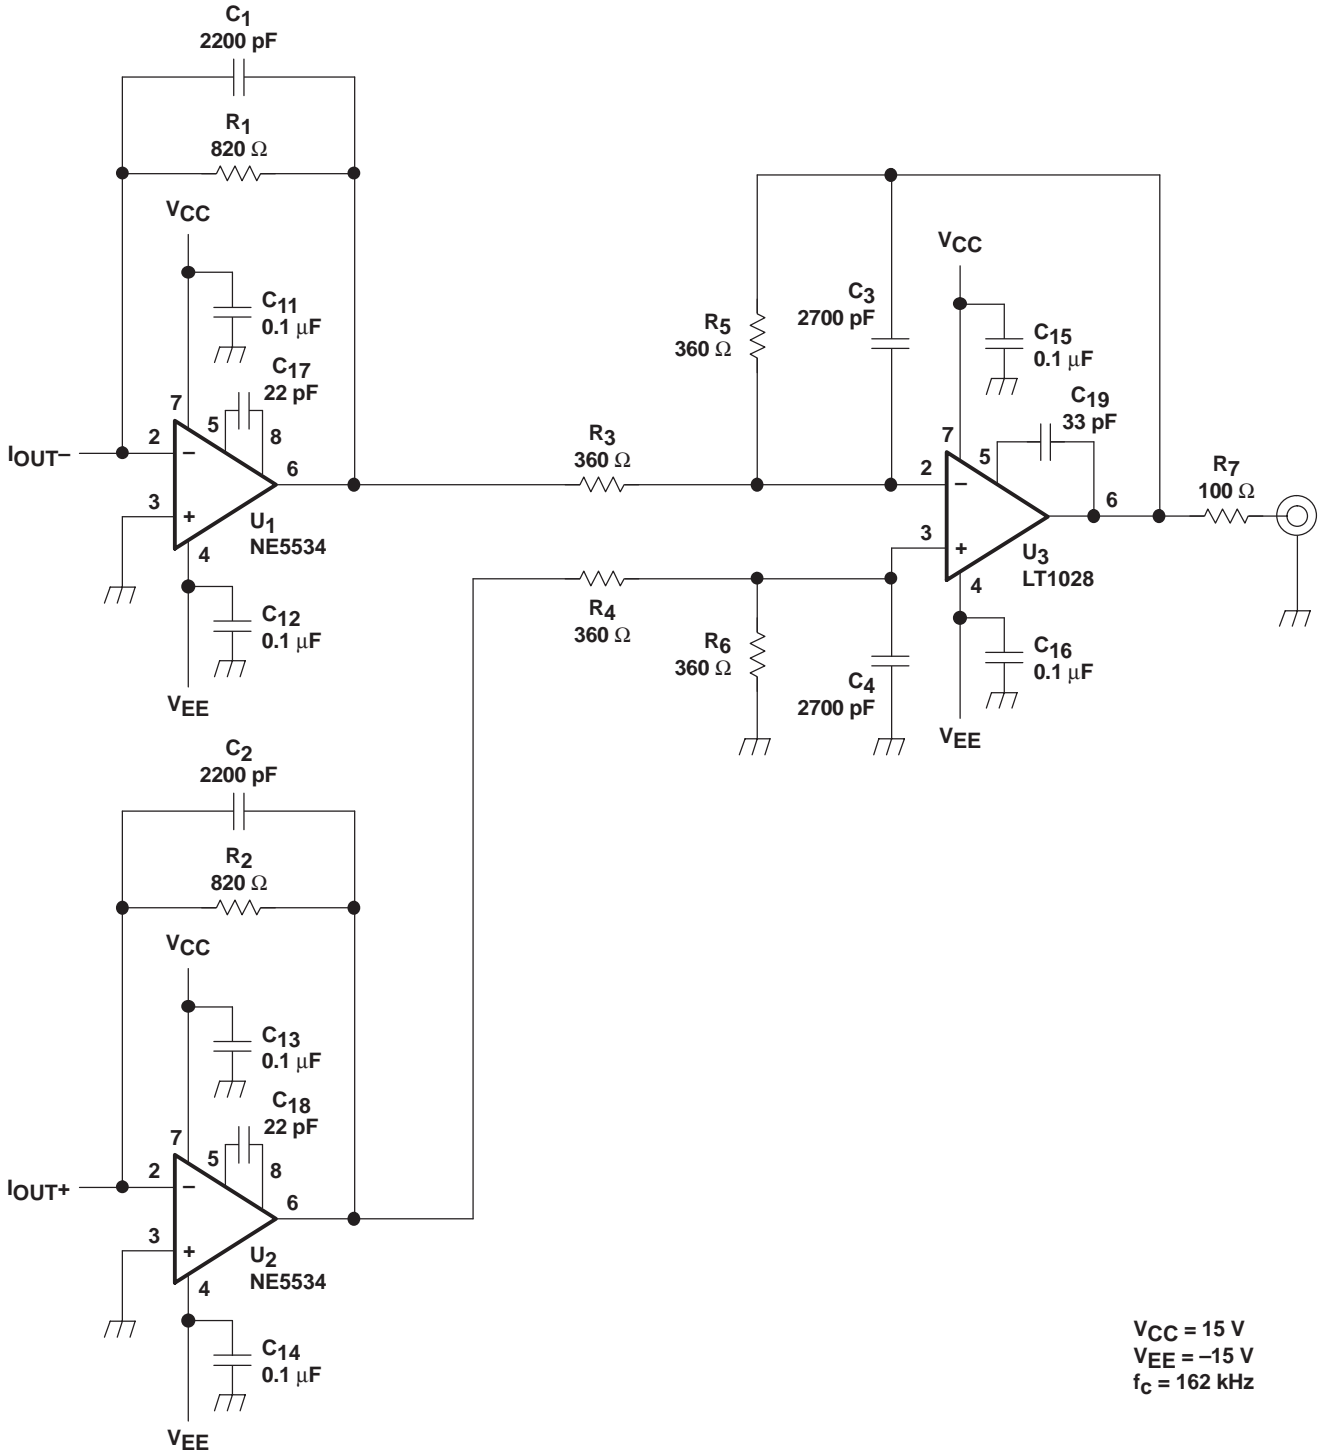 C1
2200 pF
R1
820 Ω
VCC
C11
0.1 μF
C17
22 pF
7
5
8
2
−
IOUT−
6
3
+
U1
NE5534
4
C12
0.1 μF
VEE
R3
360 Ω
R5
360 Ω
C3
2700 pF
VCC
C15
0.1 μF
C19
33 pF
7
5
2
−
6
R7
100 Ω
3
+
U3
LT1028
4
R4
360 Ω
R6
360 Ω
C4
2700 pF
C16
0.1 μF
VEE
C2
2200 pF
R2
820 Ω
VCC
C13
0.1 μF
C18
22 pF
7
5
8
2
−
IOUT+
6
3
+
U2
NE5534
4
C14
0.1 μF
VEE
VCC = 15 V
VEE = −15 V
fc = 162 kHz